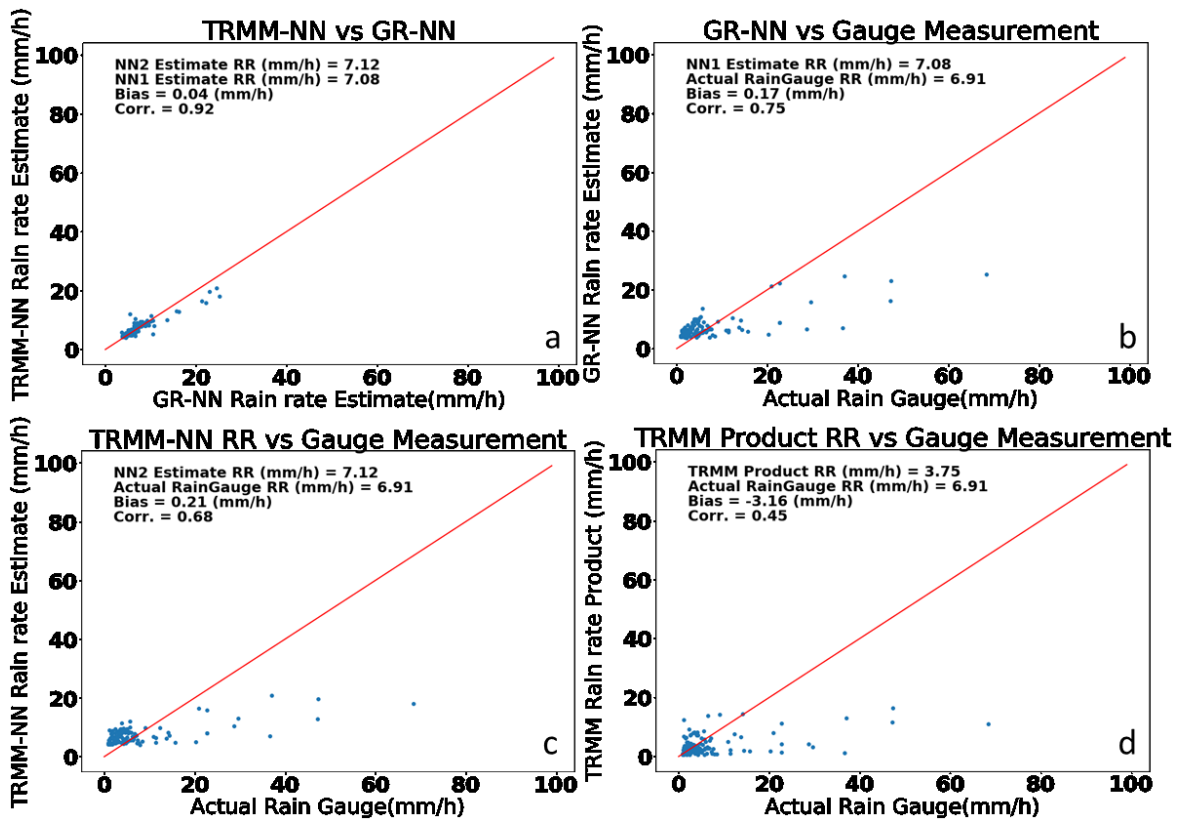 TRMM-NN vs GR-NN
TRMM-NN Rain rate Estimate (mm/h)
100
80
60
40
20
0
NN2 Estimate RR (mm/h) = 7.12
NN1 Estimate RR (mm/h) = 7.08
Bias = 0.04 (mm/h)
Corr. = 0.92
a
0 20 40 60 80 100
GR-NN Rain rate Estimate(mm/h)
GR-NN vs Gauge Measurement
GR-NN Rain rate Estimate (mm/h)
100
80
60
40
20
0
NN1 Estimate RR (mm/h) = 7.08
Actual RainGauge RR (mm/h) = 6.91
Bias = 0.17 (mm/h)
Corr. = 0.75
b
0 20 40 60 80 100
Actual Rain Gauge(mm/h)
TRMM-NN RR vs Gauge Measurement
TRMM-NN Rain rate Estimate (mm/h)
100
80
60
40
20
0
NN2 Estimate RR (mm/h) = 7.12
Actual RainGauge RR (mm/h) = 6.91
Bias = 0.21 (mm/h)
Corr. = 0.68
c
0 20 40 60 80 100
Actual Rain Gauge(mm/h)
TRMM Product RR vs Gauge Measurement
TRMM Rain rate Product (mm/h)
100
80
60
40
20
0
TRMM Product RR (mm/h) = 3.75
Actual RainGauge RR (mm/h) = 6.91
Bias = -3.16 (mm/h)
Corr. = 0.45
d
0 20 40 60 80 100
Actual Rain Gauge(mm/h)